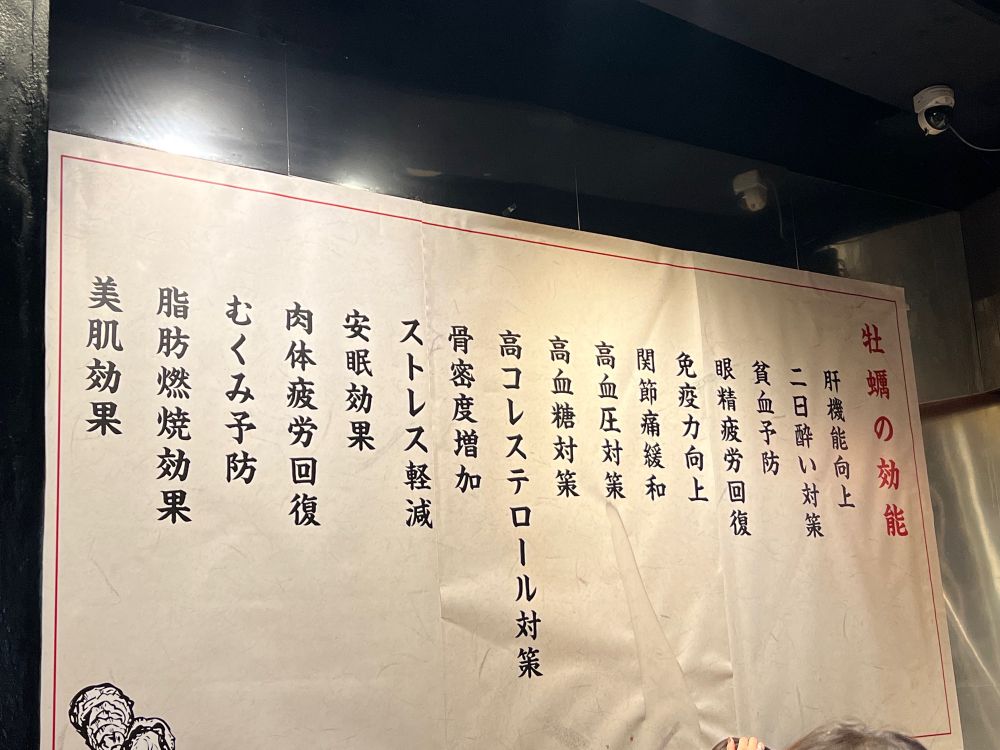 牡蠣の効能
肝機能向上
二日酔い対策
貧血予防
眼精疲労回復
免疫力向上
関節痛緩和
高血圧対策
高血糖対策
高コレステロール対策
骨密度増加
ストレス軽減
安眠効果
肉体疲労回復
むくみ予防
脂肪燃焼効果
美肌効果